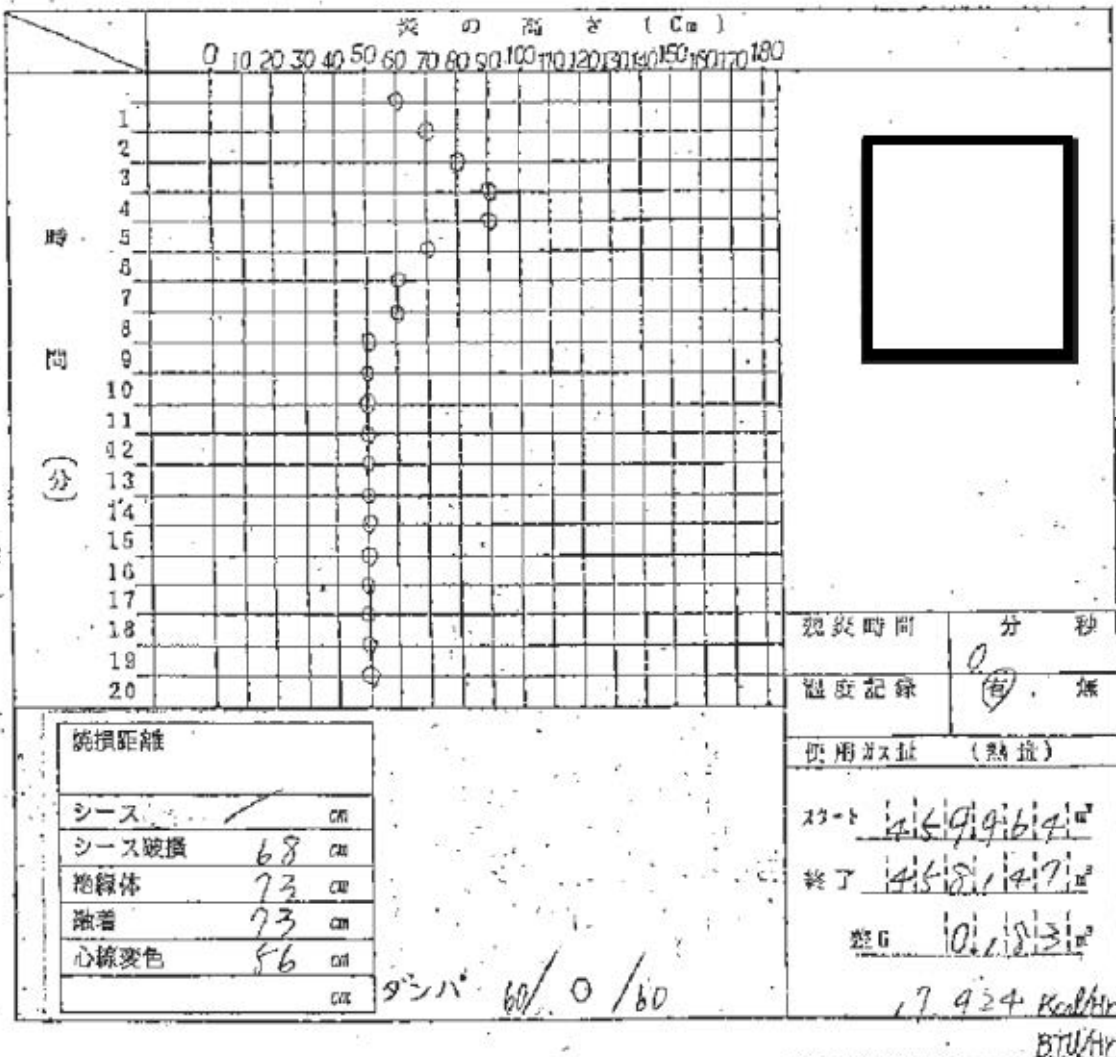 炎 の 高 さ ( Cm )
0 10 20 30 40 50 60 70 80 90 100 110 120 130 140 150 160 170 180
時 間 (分)
1
2
3
4
5
6
7
8
9
10
11
12
13
14
15
16
17
18
19
20
残炎時間 0 分 秒
温度記録 有 . 無
使用ガス量 (熱量)
焼損距離
シース / cm
シース破損 68 cm
絶縁体 73 cm
融着 73 cm
心線変色 56 cm
cm
ダンパ 60/ 0 /60
スタート m³
終了 458,147 m³
0,183 m³
17924 Kcal/Hr
BTU/Hr